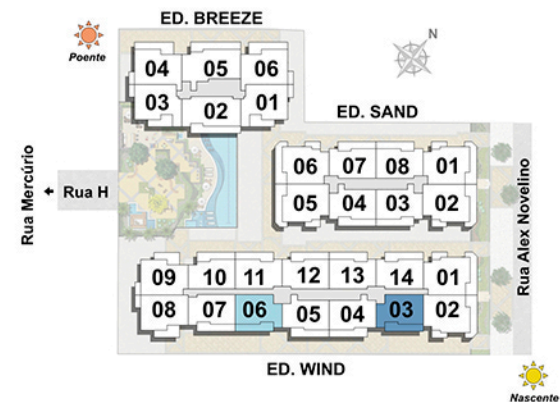 ED. BREEZE
N
Poente
04 05 06
03 02 01
ED. SAND
06 07 08 01
05 04 03 02
Rua Mercúrio
Rua H
Rua Alex Novelino
09 10 11 12 13 14 01
08 07 06 05 04 03 02
ED. WIND
Nascente